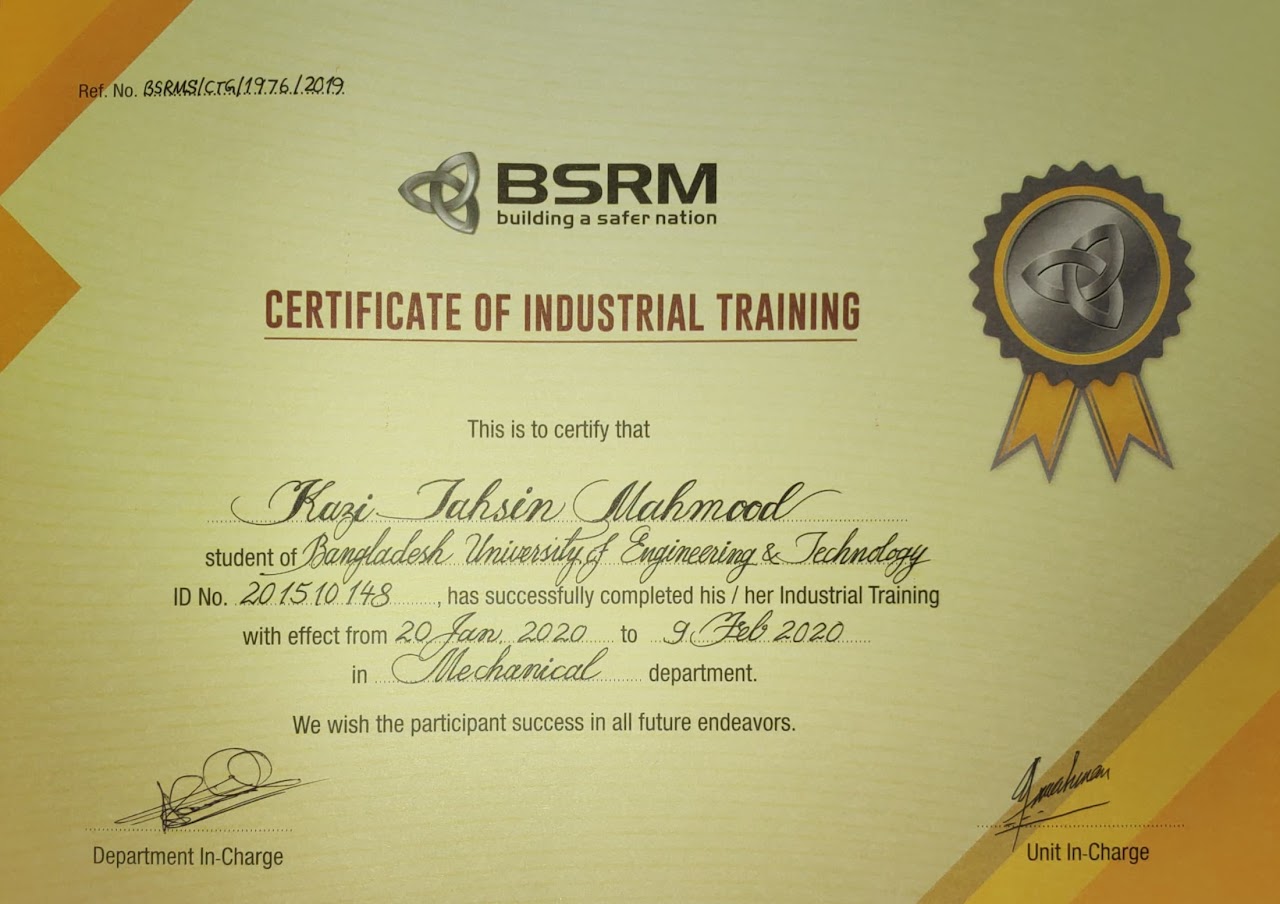 Ref. No. BSRMS/CTG/1976/2019
BSRM
building a safer nation
CERTIFICATE OF INDUSTRIAL TRAINING
This is to certify that
Kazi Tahsin Mahmood
student of Bangladesh University of Engineering & Technology
ID No. 201510148, has successfully completed his / her Industrial Training
with effect from 20 Jan, 2020 to 9 Feb 2020
in Mechanical department.
We wish the participant success in all future endeavors.
Department In-Charge
Unit In-Charge